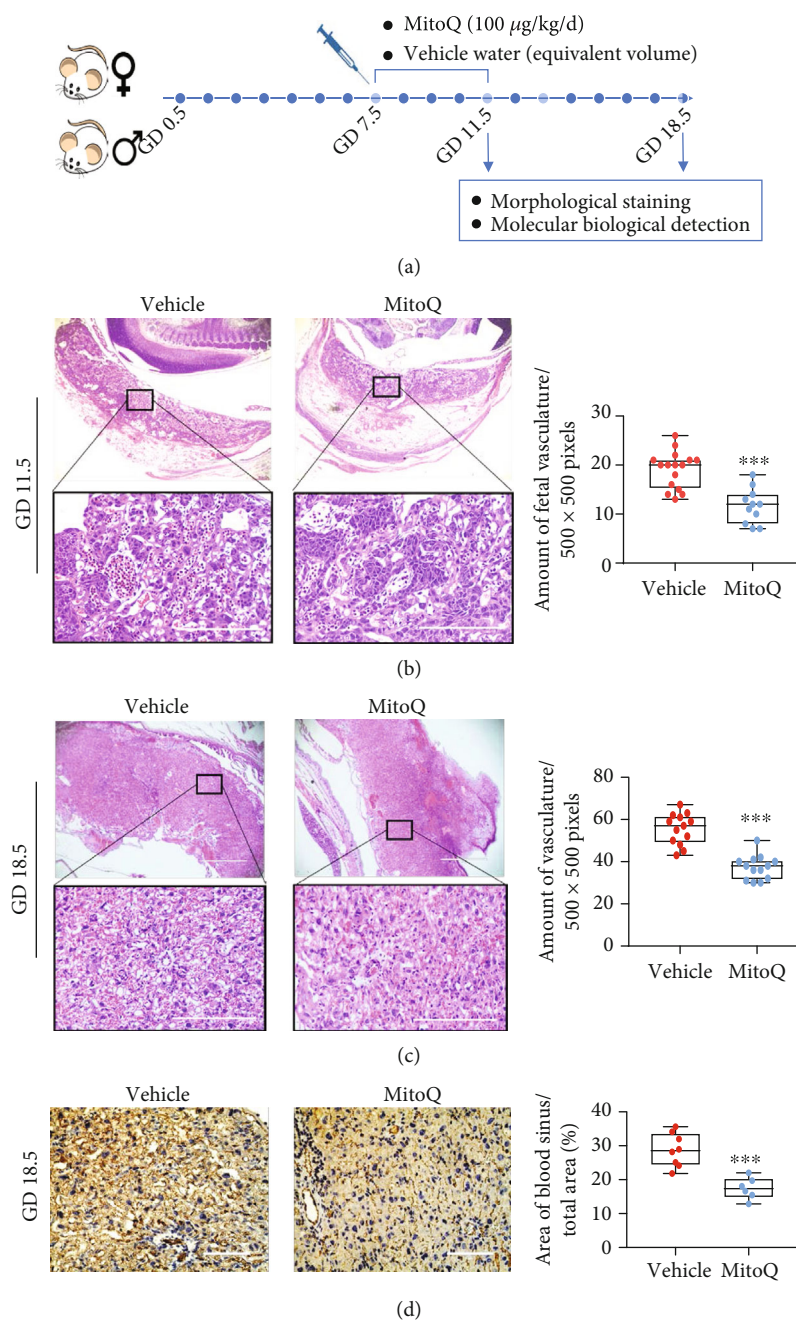 MitoQ (100 μg/kg/d)
Vehicle water (equivalent volume)
GD 0.5
GD 7.5
GD 11.5
GD 18.5
Morphological staining
Molecular biological detection
(a)
Vehicle
MitoQ
GD 11.5
Amount of fetal vasculature/
500 × 500 pixels
30
20
10
0
***
Vehicle
MitoQ
(b)
Vehicle
MitoQ
GD 18.5
Amount of vasculature/
500 × 500 pixels
80
60
40
20
0
***
Vehicle
MitoQ
(c)
Vehicle
MitoQ
GD 18.5
Area of blood sinus/
total area (%)
40
30
20
10
0
***
Vehicle
MitoQ
(d)